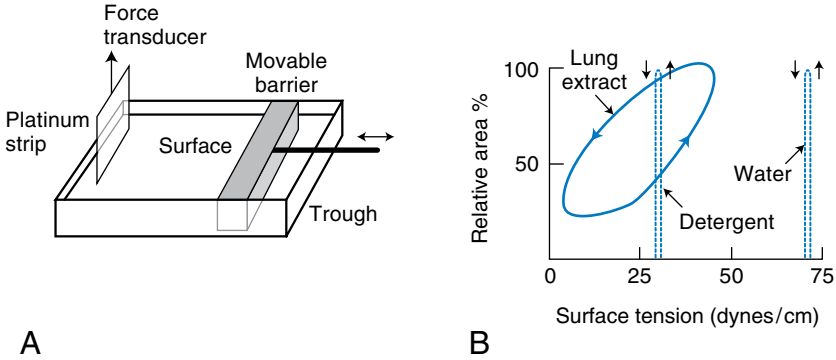 Force
transducer
Movable
barrier
Platinum
strip
Surface
Trough
A
Relative area %
100
50
0
25
50
75
Lung
extract
Water
Detergent
Surface tension (dynes/cm)
B